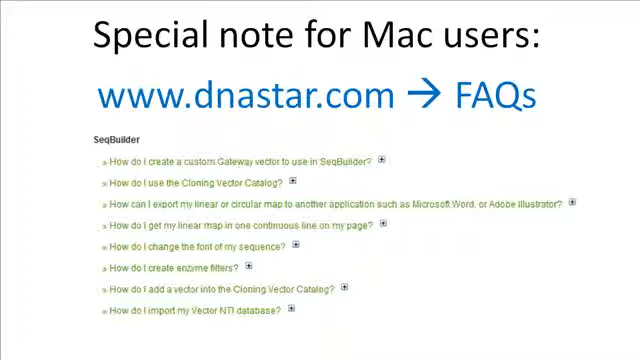 Special note for Mac users:
www.dnastar.com → FAQs
SeqBuilder
» How do I create a custom Gateway vector to use in SeqBuilder?
» How do I use the Cloning Vector Catalog?
» How can I export my linear or circular map to another application such as Microsoft Word, or Adobe Illustrator?
» How do I get my linear map in one continuous line on my page?
» How do I change the font of my sequence?
» How do I create enzyme filters?
» How do I add a vector into the Cloning Vector Catalog?
» How do I import my Vector NTI database?